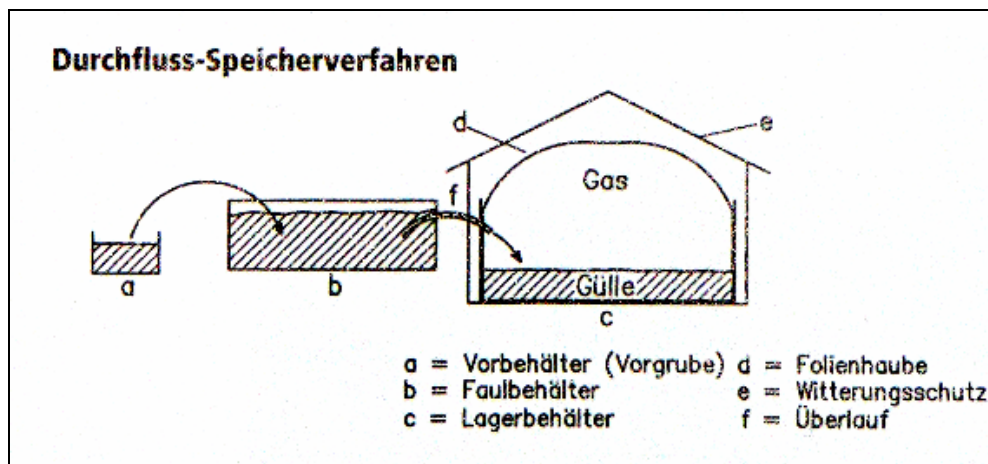 Durchfluss-Speicherverfahren
d
e
Gas
f
a
b
Gülle
c
a = Vorbehälter (Vorgrube) d = Folienhaube
b = Faulbehälter e = Witterungsschutz
c = Lagerbehälter f = Überlauf